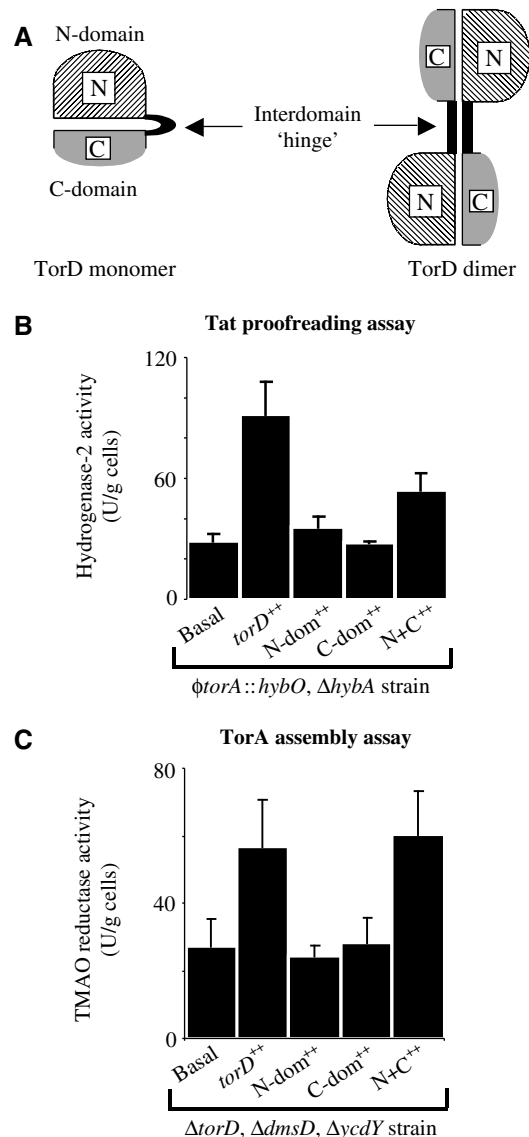 A
N-domain
N
C
C-domain
TorD monomer
Interdomain
'hinge'
C
N
N
C
TorD dimer
B
Tat proofreading assay
Hydrogenase-2 activity
(U/g cells)
120
60
0
Basal
torD++
N-dom++
C-dom++
N+C++
ϕtorA::hybO, ΔhybA strain
C
TorA assembly assay
TMAO reductase activity
(U/g cells)
80
40
0
Basal
torD++
N-dom++
C-dom++
N+C++
ΔtorD, ΔdmsD, ΔycdY strain